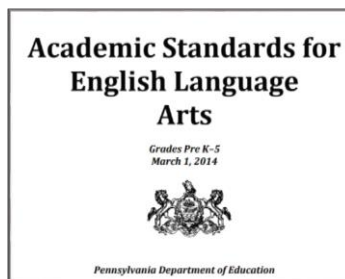 Academic Standards for
English Language
Arts
Grades Pre K–5
March 1, 2014
Pennsylvania Department of Education